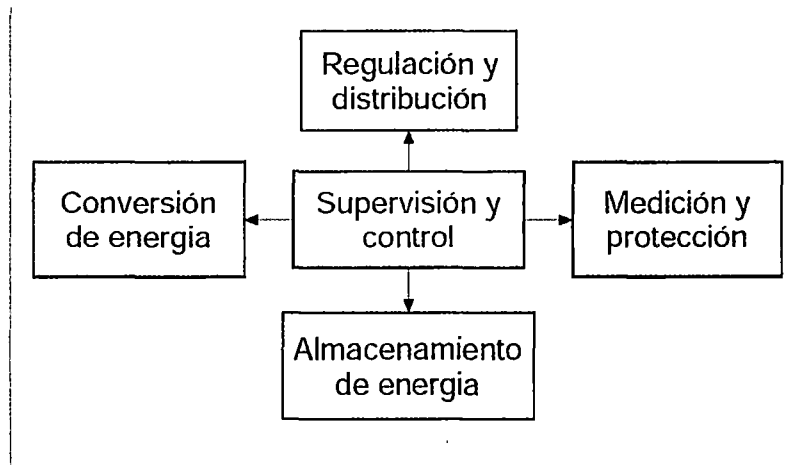 Regulación y
distribución
Conversión
de energia
Supervisión y
control
Medición y
protección
Almacenamiento
de energia